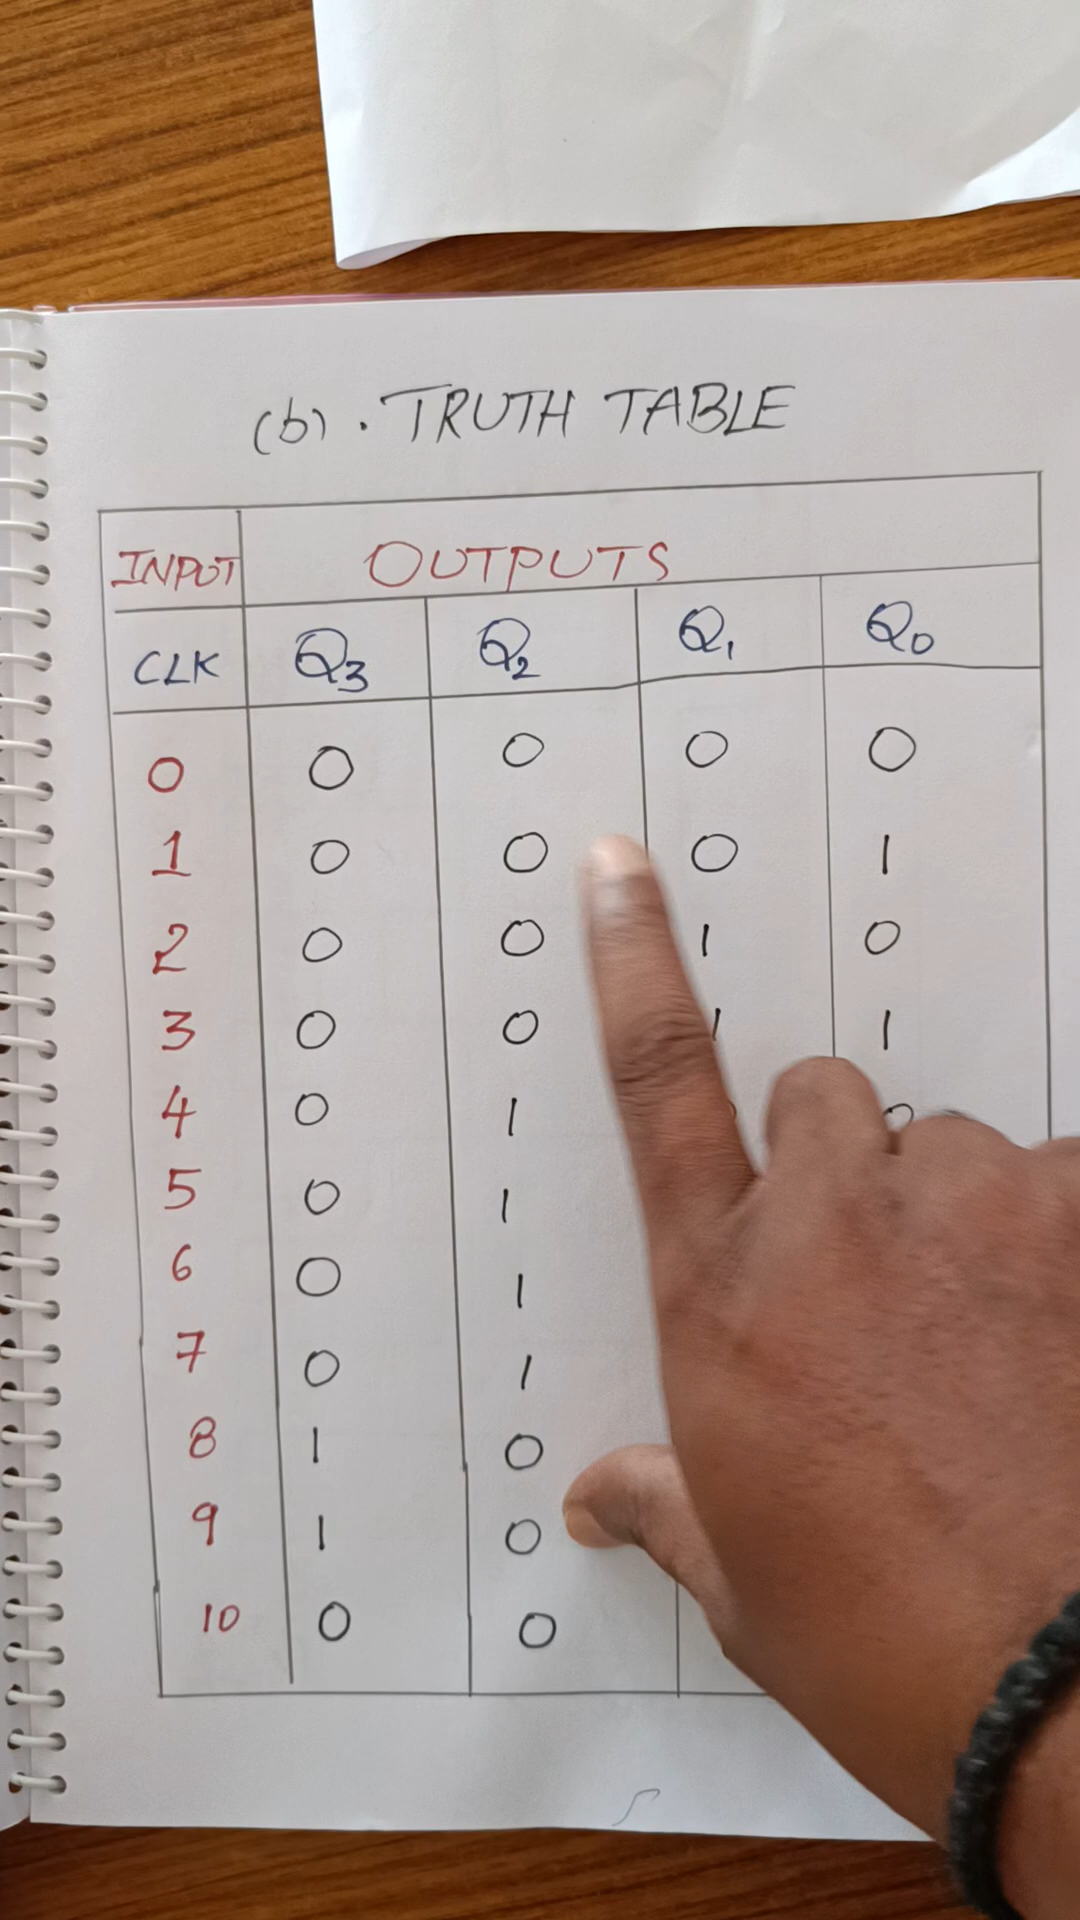 (b). TRUTH TABLE
INPUT OUTPUTS
CLK Q3 Q2 Q1 Q0
0 0 0 0 0
1 0 0 0 1
2 0 0 1 0
3 0 0 1 1
4 0 1 0
5 0 1
6 0 1
7 0 1
8 1 0
9 1 0
10 0 0